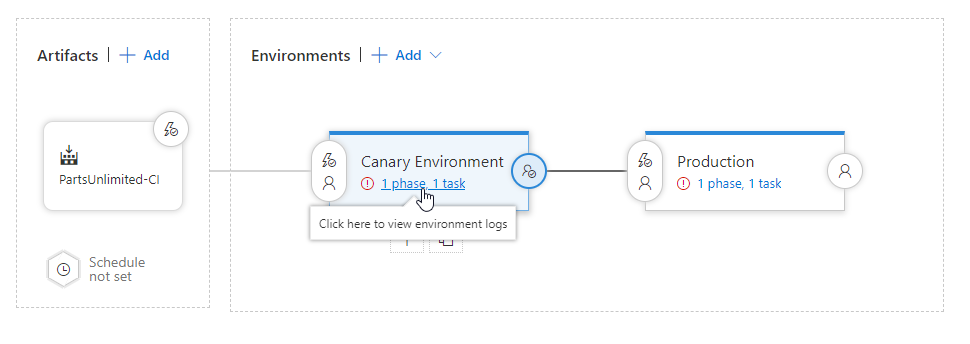 Artifacts | + Add
Environments | + Add
PartsUnlimited-CI
Canary Environment
1 phase, 1 task
Click here to view environment logs
Production
1 phase, 1 task
Schedule
not set